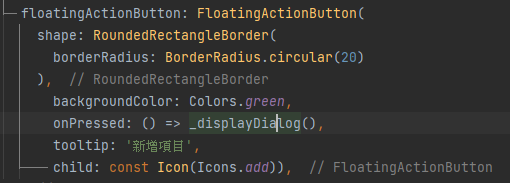 floatingActionButton: FloatingActionButton(
shape: RoundedRectangleBorder(
borderRadius: BorderRadius.circular(20)
), // RoundedRectangleBorder
backgroundColor: Colors.green,
onPressed: () => _displayDialog(),
tooltip: '新增項目',
child: const Icon(Icons.add)), // FloatingActionButton